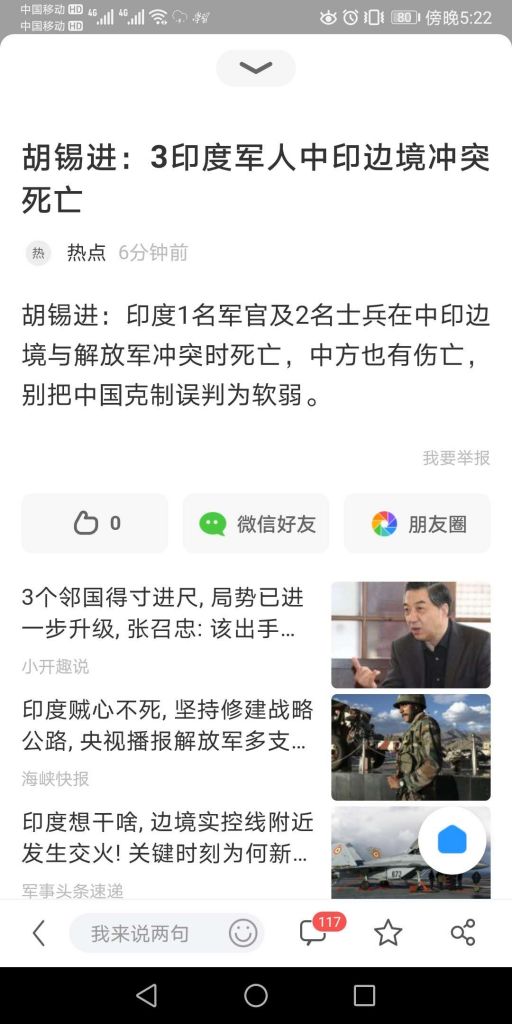 中国移动 HD 4G 4G 80 傍晚5:22
中国移动 HD
胡锡进：3印度军人中印边境冲突
死亡
热 热点 6分钟前
胡锡进：印度1名军官及2名士兵在中印边
境与解放军冲突时死亡，中方也有伤亡，
别把中国克制误判为软弱。
我要举报
0 微信好友 朋友圈
3个邻国得寸进尺, 局势已进
一步升级, 张召忠: 该出手...
小开趣说
印度贼心不死, 坚持修建战略
公路, 央视播报解放军多支...
海峡快报
印度想干啥, 边境实控线附近
发生交火! 关键时刻为何新...
军事头条速递
我来说两句 117